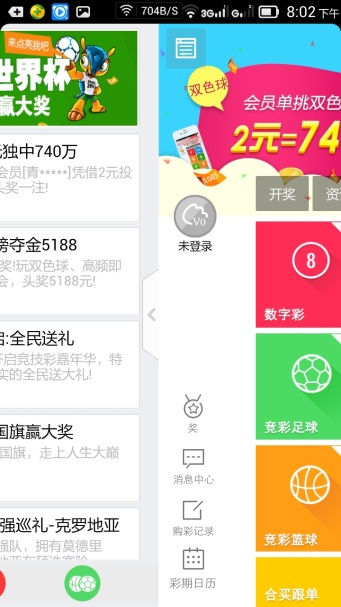 704B/S
3G
G
8:02 下午
来点亮我吧
世界杯
赢大奖
独中740万
会员[青*****]凭借2元投
头奖一注!
夺金5188
奖!玩双色球、高频即
会,头奖5188元!
:全民送礼
开启竞技彩嘉年华，特
实的全民送大礼!
国旗赢大奖
国旗，走上人生大巅
强巡礼-克罗地亚
强队，拥有莫德里
双色球
会员单挑双色
2元=74
开奖
V0
未登录
8
数字彩
竞彩足球
奖
消息中心
购彩记录
彩期日历
竞彩篮球
合买跟单